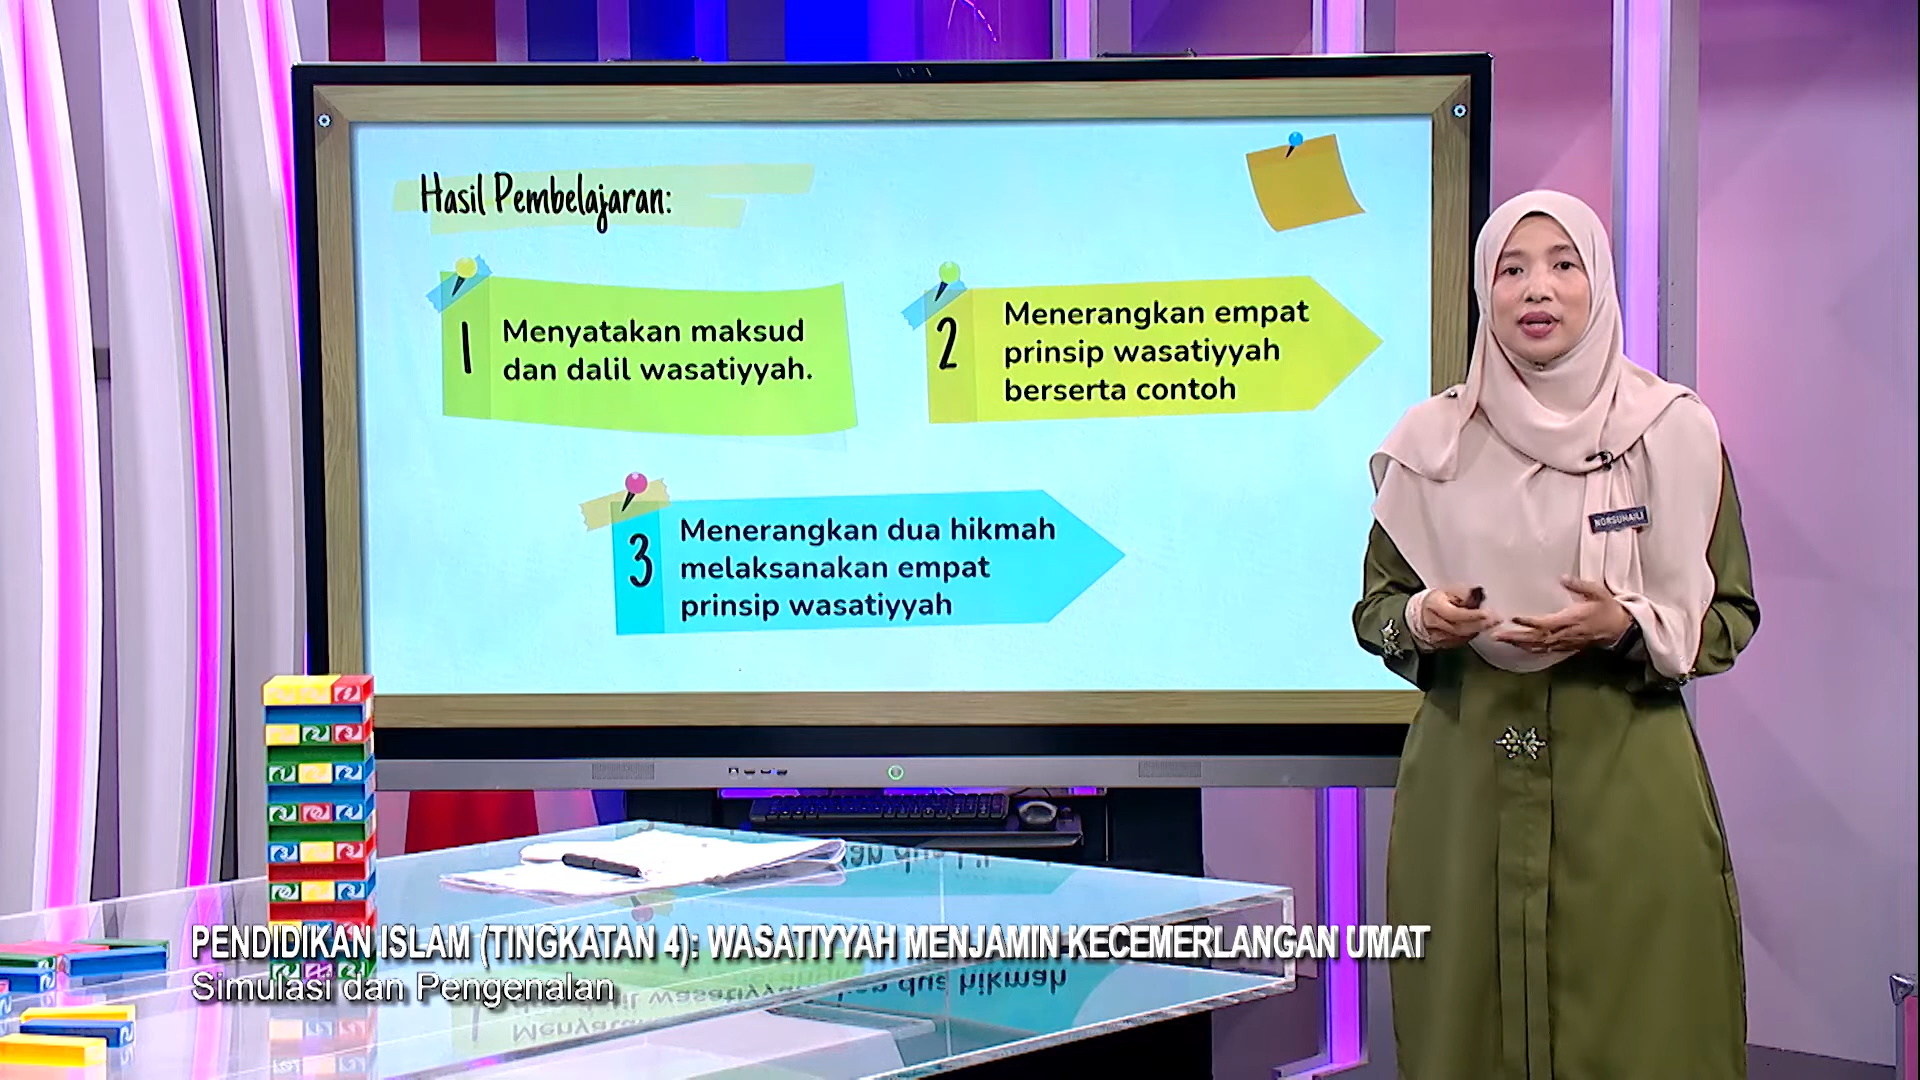 Hasil Pembelajaran:
1
Menyatakan maksud
dan dalil wasatiyyah.
2
Menerangkan empat
prinsip wasatiyyah
berserta contoh
3
Menerangkan dua hikmah
melaksanakan empat
prinsip wasatiyyah
NORSUHAILI
PENDIDIKAN ISLAM (TINGKATAN 4): WASATIYYAH MENJAMIN KECEMERLANGAN UMAT
Simulasi dan Pengenalan